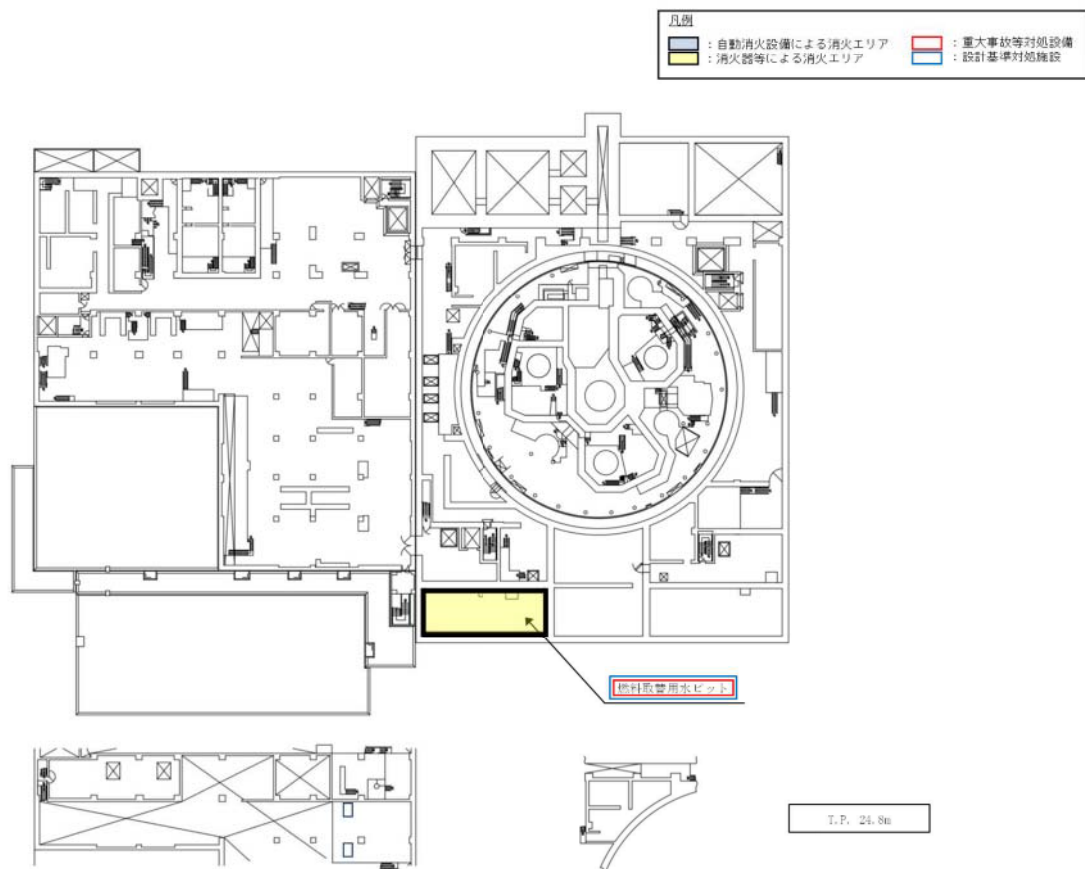 凡例
：自動消火設備による消火エリア
：重大事故等対処設備
：消火器等による消火エリア
：設計基準対処施設
燃料取替用水ピット
T.P. 24.8m